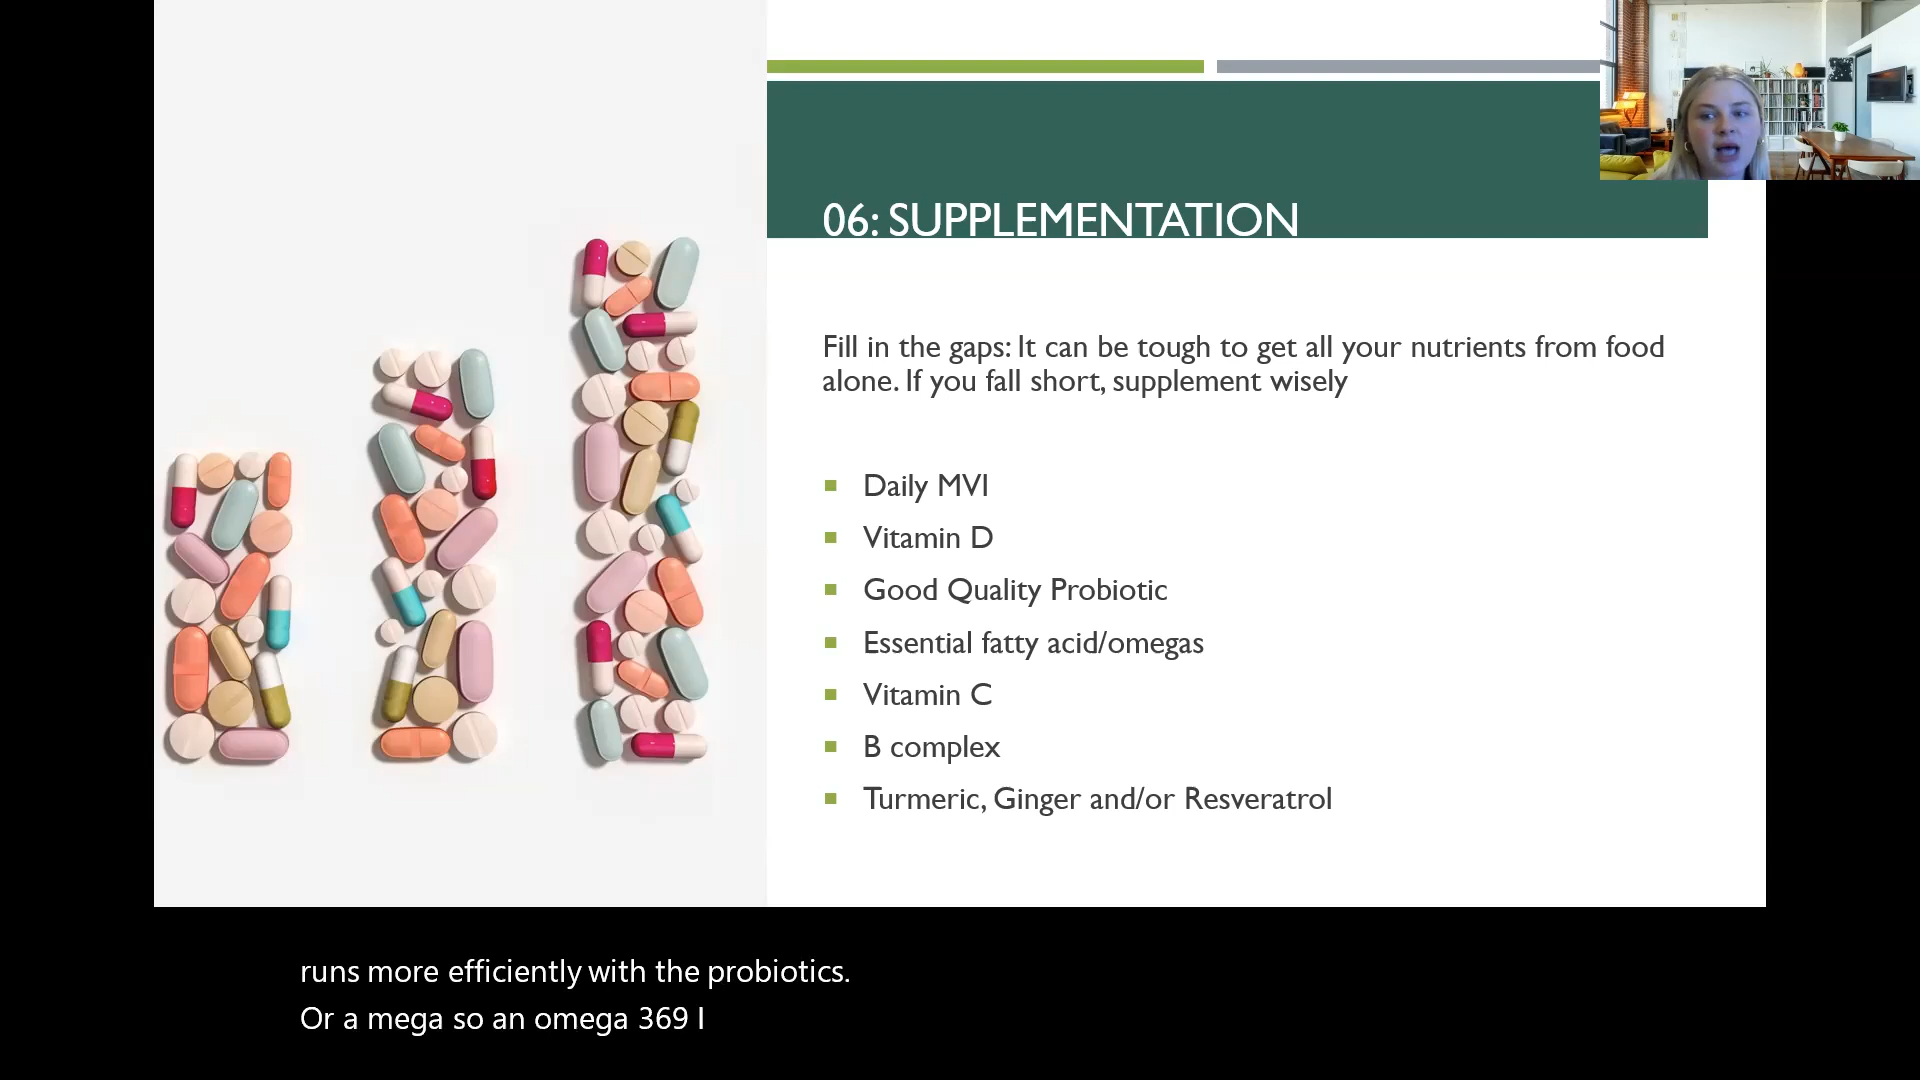 06: SUPPLEMENTATION
Fill in the gaps: It can be tough to get all your nutrients from food
alone. If you fall short, supplement wisely
Daily MVI
Vitamin D
Good Quality Probiotic
Essential fatty acid/omegas
Vitamin C
B complex
Turmeric, Ginger and/or Resveratrol
runs more efficiently with the probiotics.
Or a mega so an omega 369 I